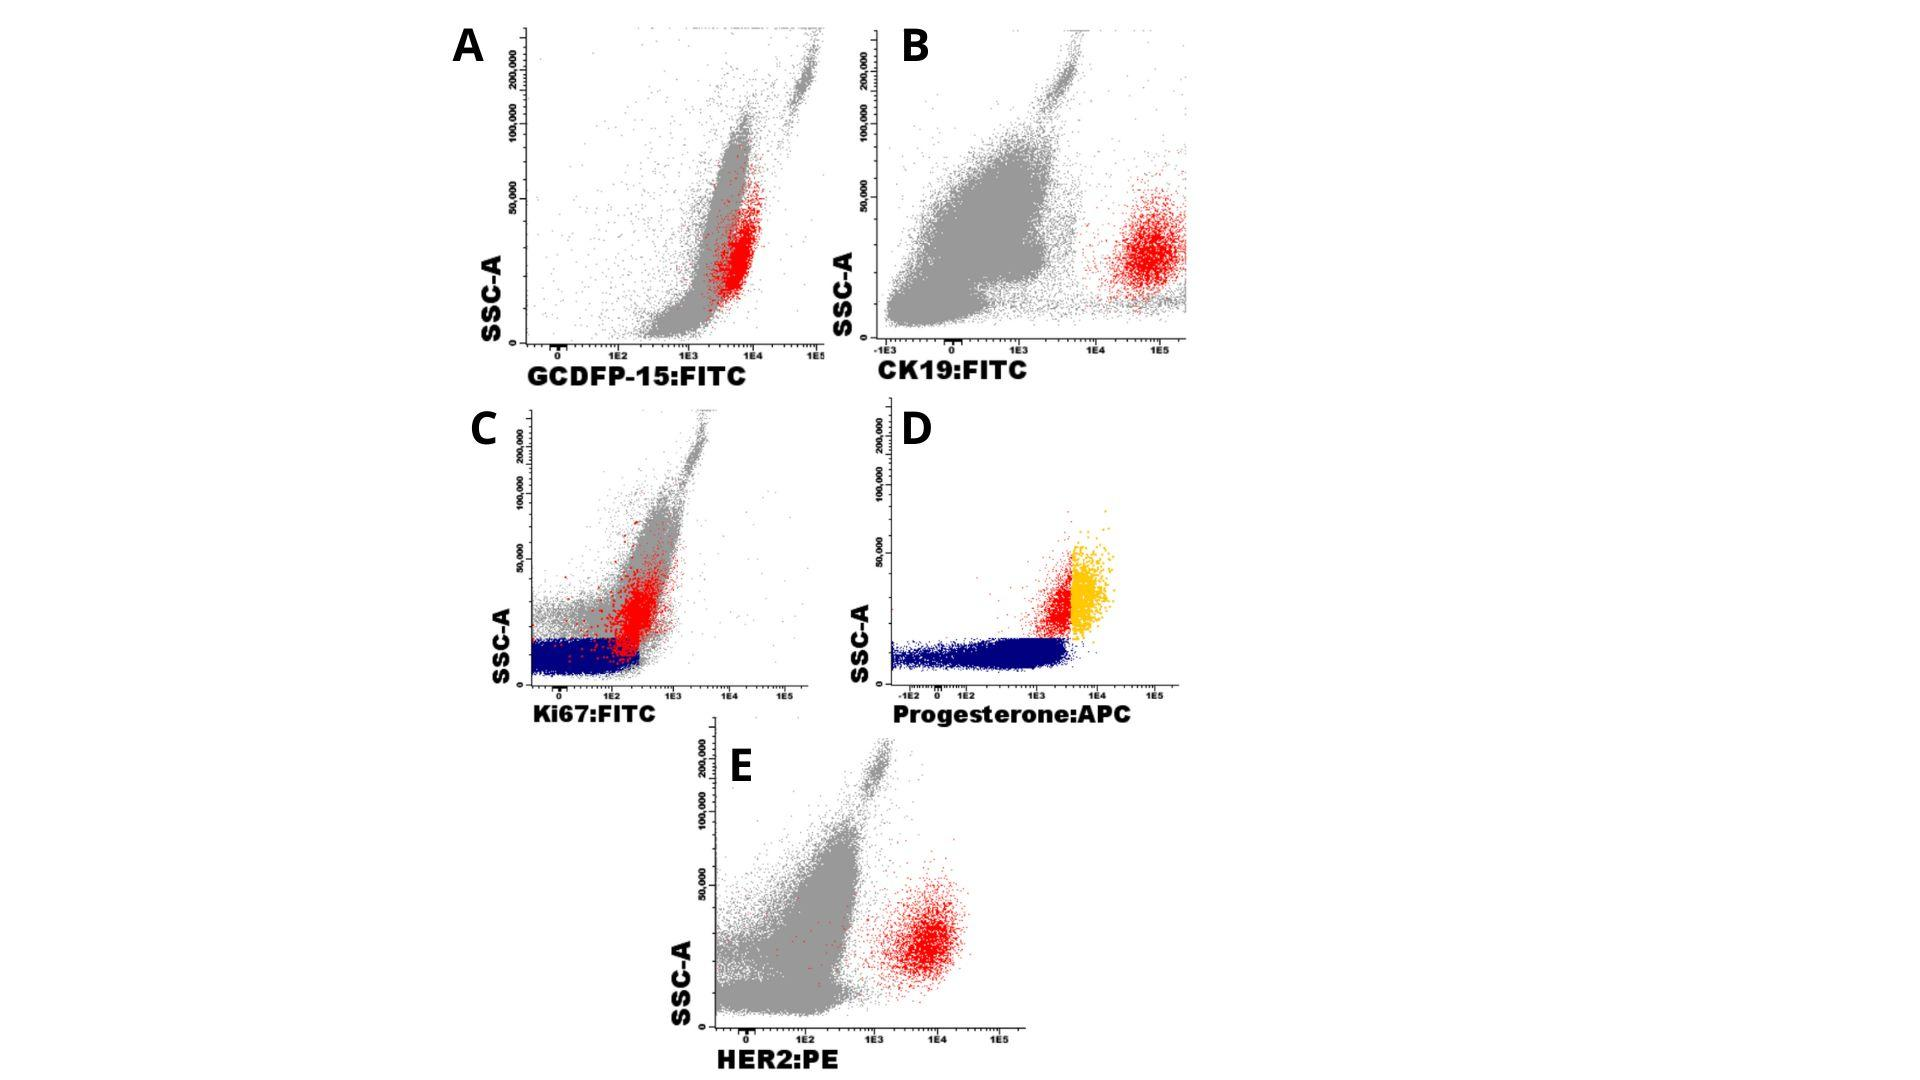 A
200,000
100,000
50,000
0
SSC-A
0 1E2 1E3 1E4 1E5
GCDFP-15:FITC
B
200,000
100,000
50,000
0
SSC-A
-1E3 0 1E3 1E4 1E5
CK19:FITC
C
200,000
100,000
50,000
0
SSC-A
0 1E2 1E3 1E4 1E5
Ki67:FITC
D
200,000
100,000
50,000
0
SSC-A
-1E2 0 1E2 1E3 1E4 1E5
Progesterone:APC
E
200,000
100,000
50,000
0
SSC-A
0 1E2 1E3 1E4 1E5
HER2:PE